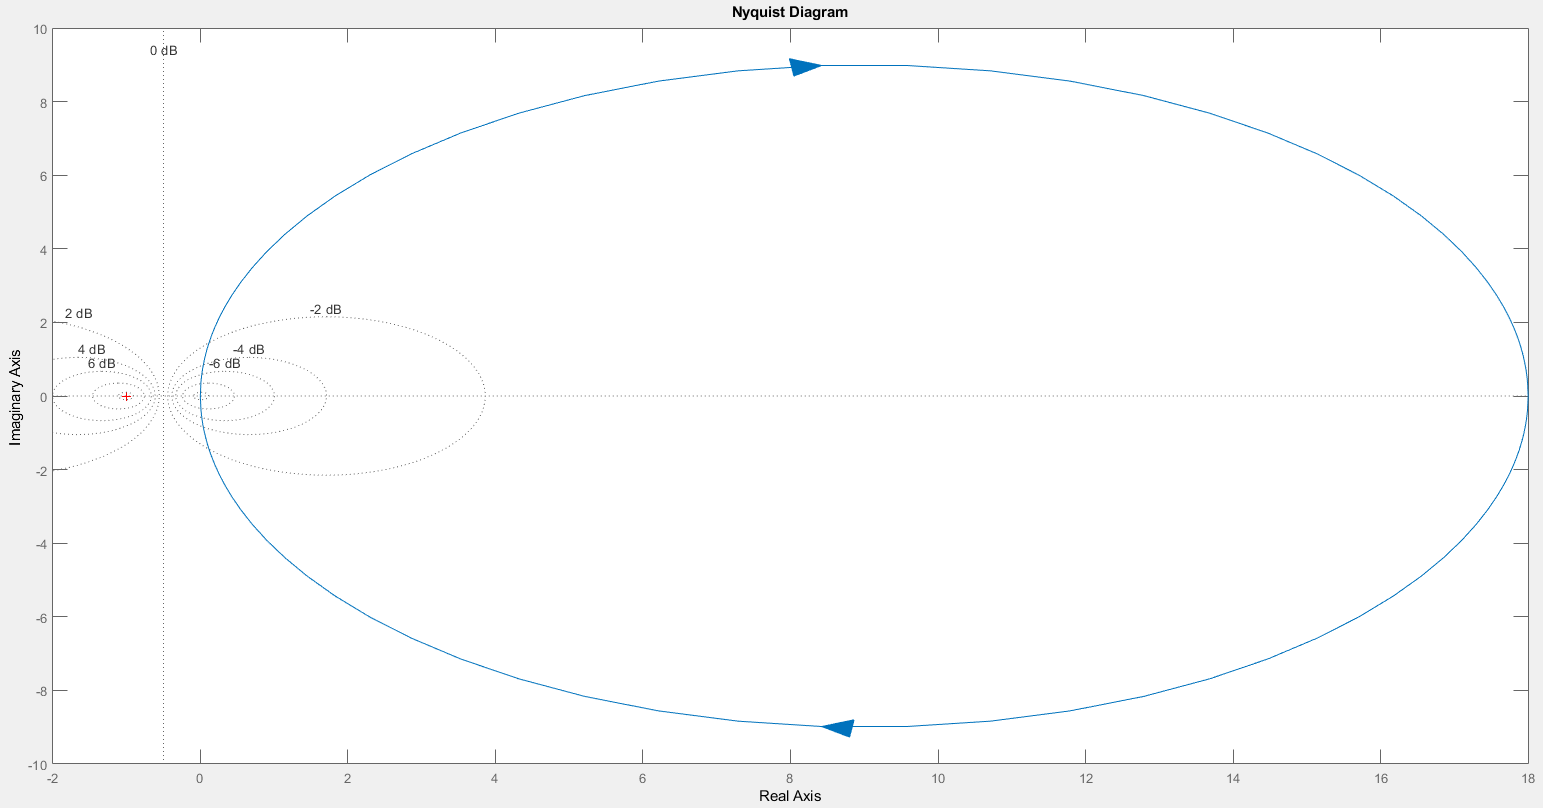 Nyquist Diagram
10
0 dB
8
6
4
2 dB
-2 dB
2
4 dB
-4 dB
6 dB
-6 dB
Imaginary Axis
0
-2
-4
-6
-8
-10
-2 0 2 4 6 8 10 12 14 16 18
Real Axis